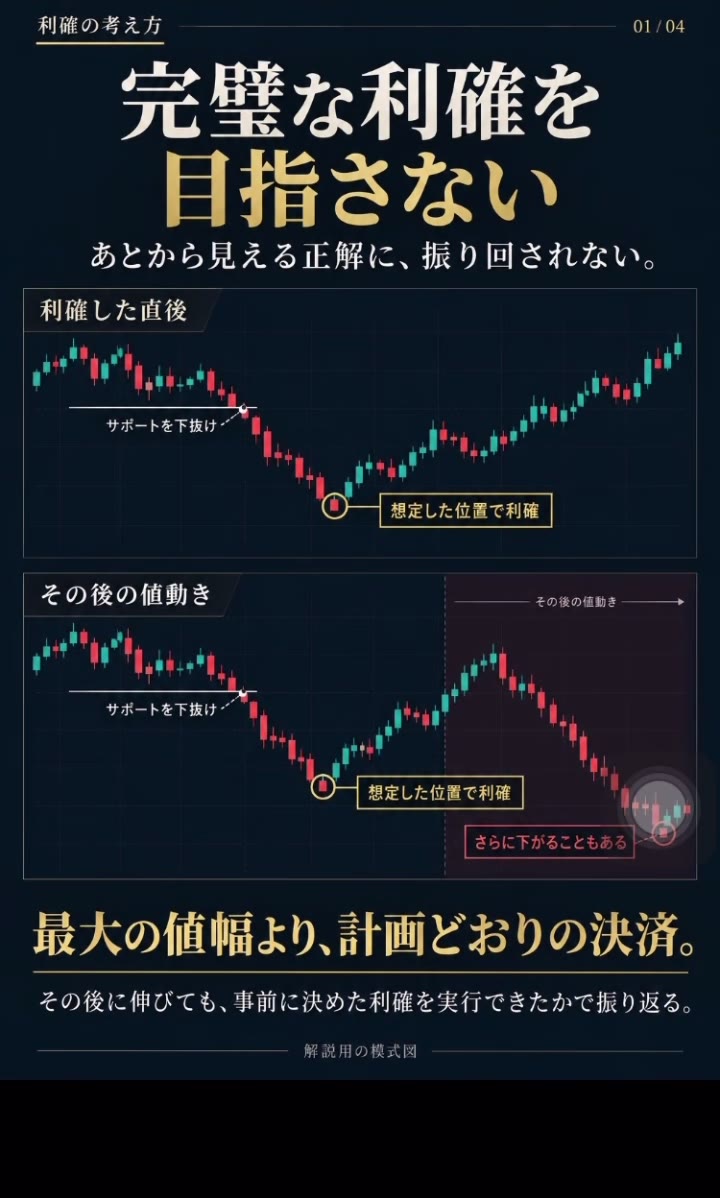 利確の考え方
01 / 04
完璧な利確を
目指さない
あとから見える正解に、振り回されない。
利確した直後
サポートを下抜け
想定した位置で利確
その後の値動き
その後の値動き
サポートを下抜け
想定した位置で利確
さらに下がることもある
最大の値幅より、計画どおりの決済。
その後に伸びても、事前に決めた利確を実行できたかで振り返る。
解説用の模式図